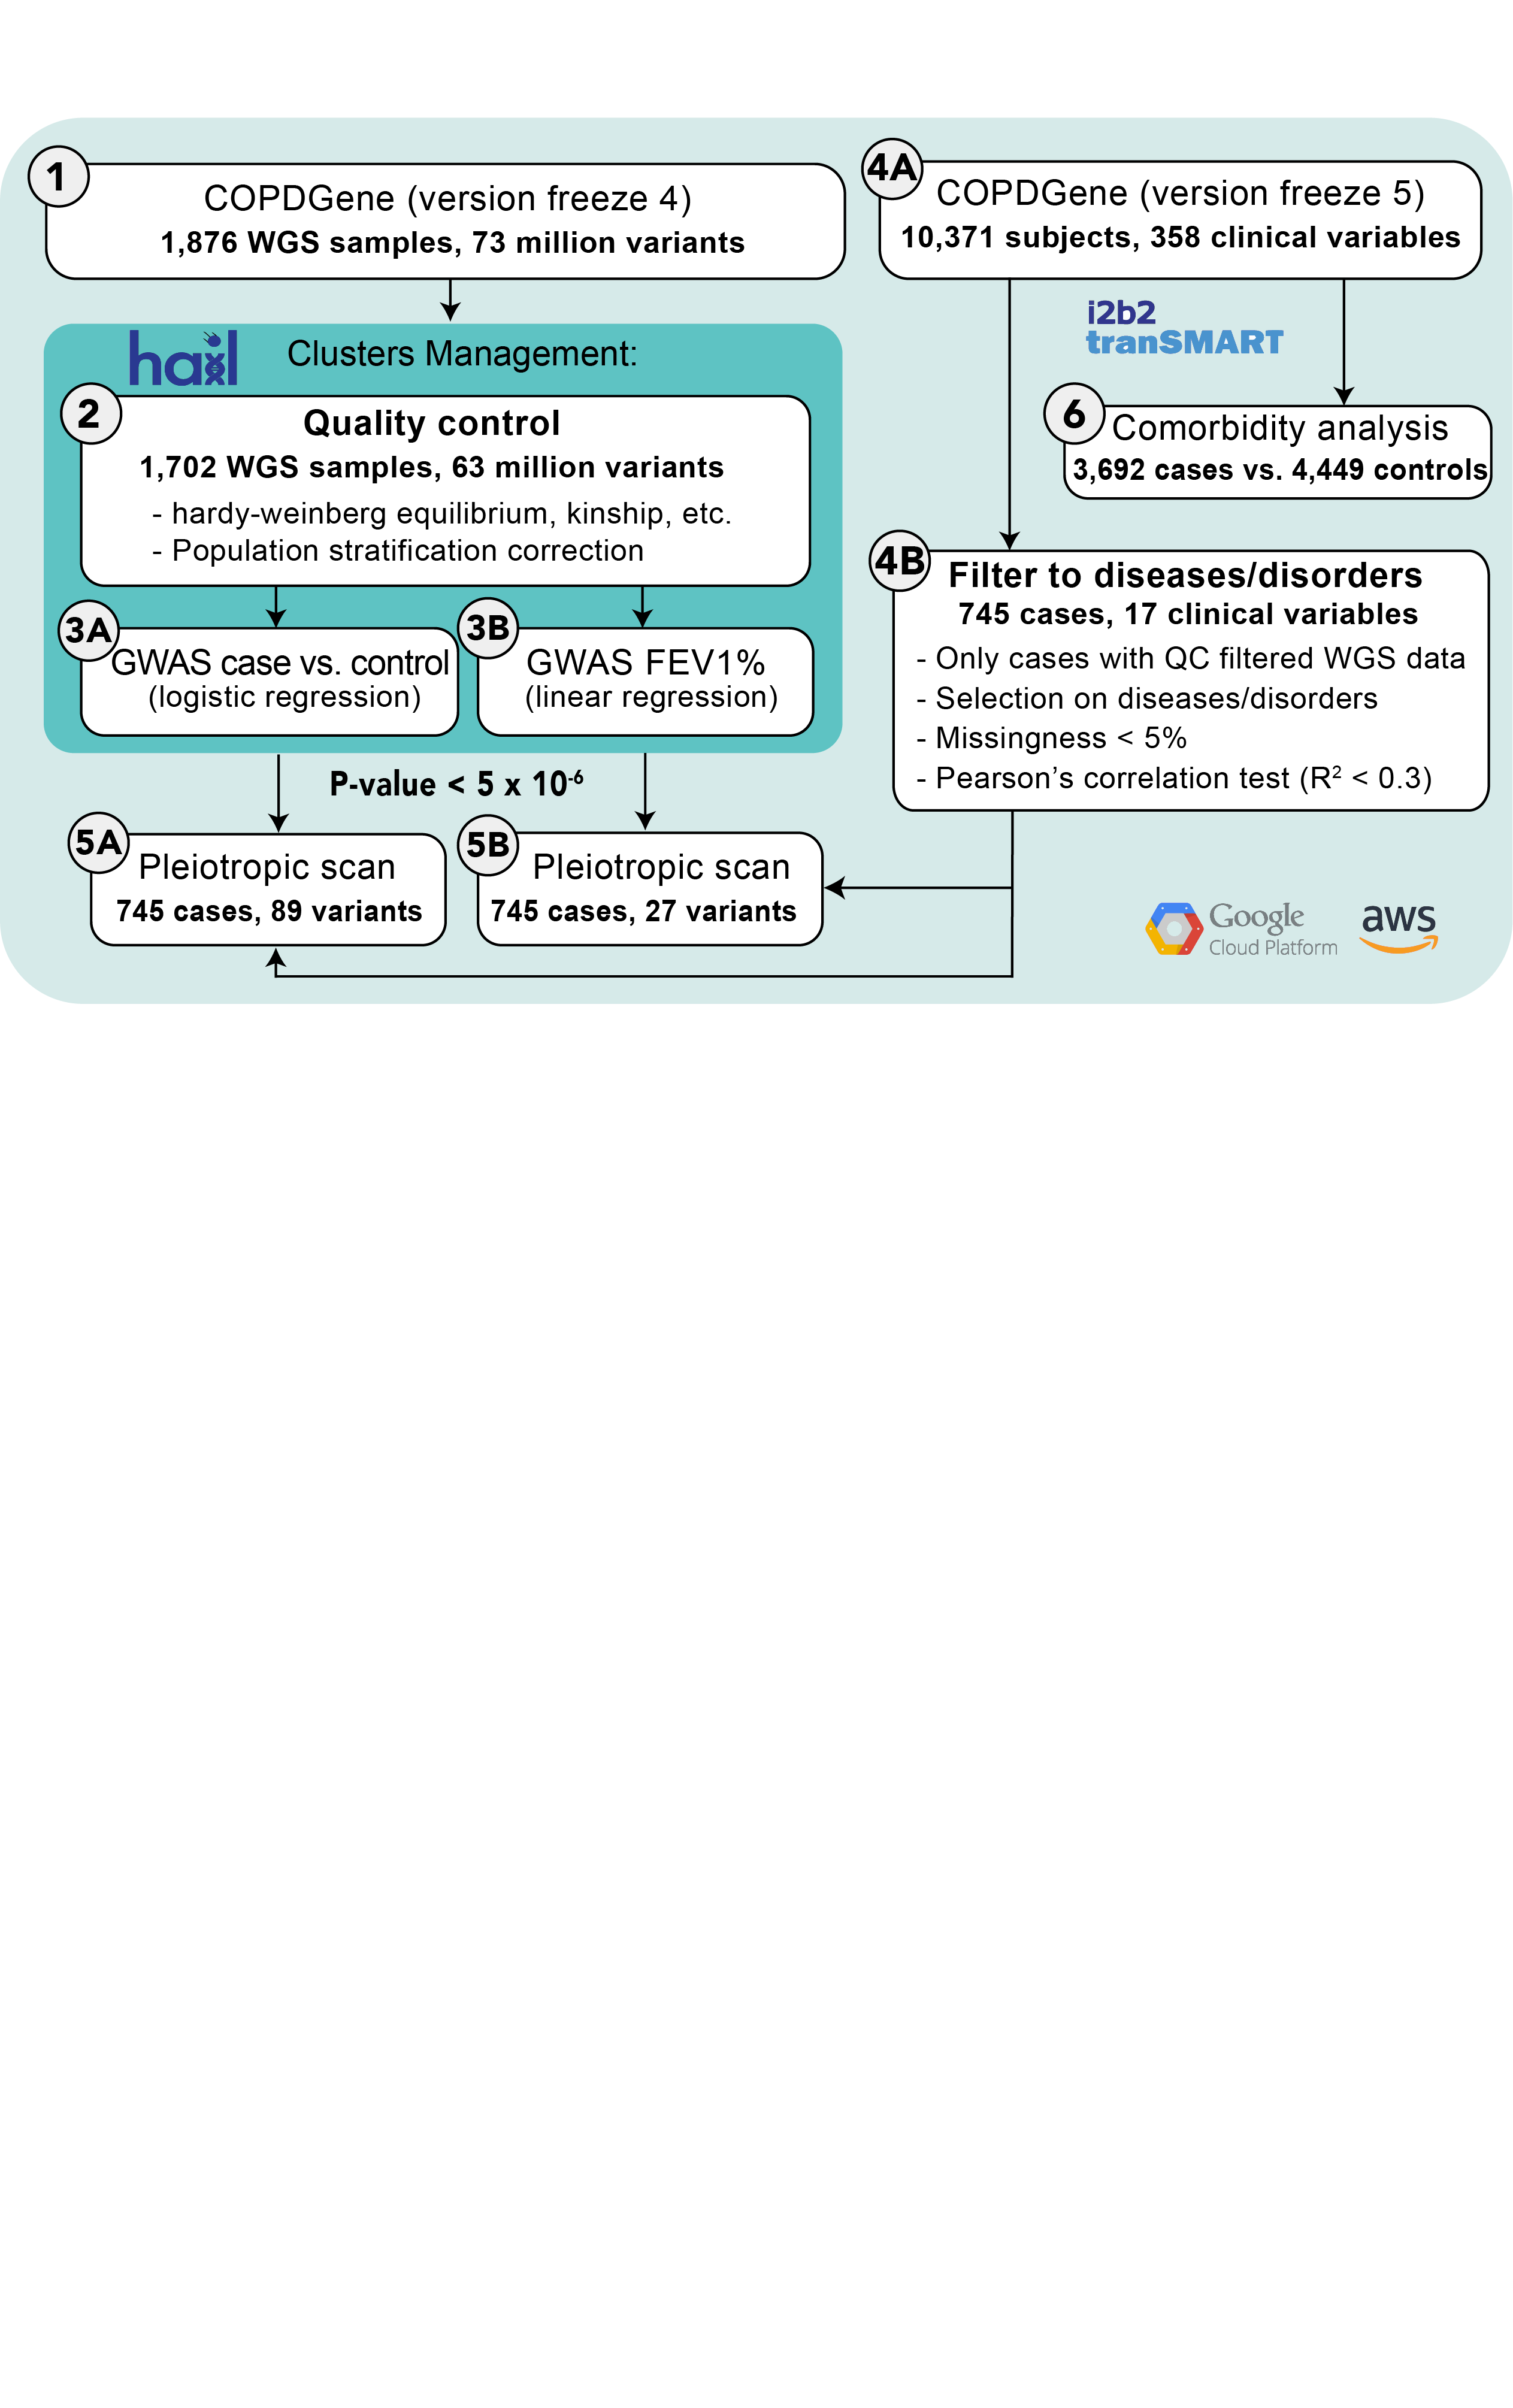 1
COPDGene (version freeze 4)
1,876 WGS samples, 73 million variants
hail
Clusters Management:
2
Quality control
1,702 WGS samples, 63 million variants
- hardy-weinberg equilibrium, kinship, etc.
- Population stratification correction
3A
GWAS case vs. control
(logistic regression)
3B
GWAS FEV1%
(linear regression)
P-value < 5 x 10⁻⁶
5A
Pleiotropic scan
745 cases, 89 variants
5B
Pleiotropic scan
745 cases, 27 variants
4A
COPDGene (version freeze 5)
10,371 subjects, 358 clinical variables
i2b2
tranSMART
6
Comorbidity analysis
3,692 cases vs. 4,449 controls
4B
Filter to diseases/disorders
745 cases, 17 clinical variables
- Only cases with QC filtered WGS data
- Selection on diseases/disorders
- Missingness < 5%
- Pearson’s correlation test (R² < 0.3)
Google
Cloud Platform
aws